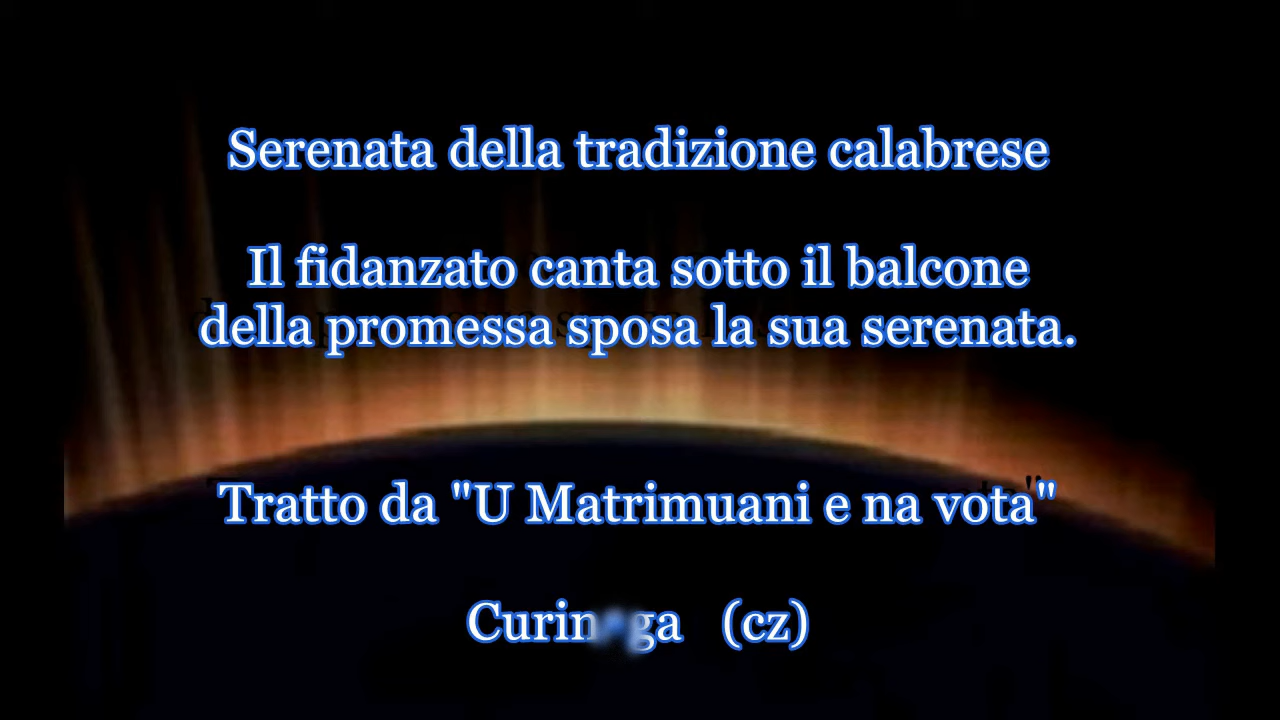 Serenata della tradizione calabrese
Il fidanzato canta sotto il balcone
della promessa sposa la sua serenata.
Tratto da "U Matrimuani e na vota"
(cz)